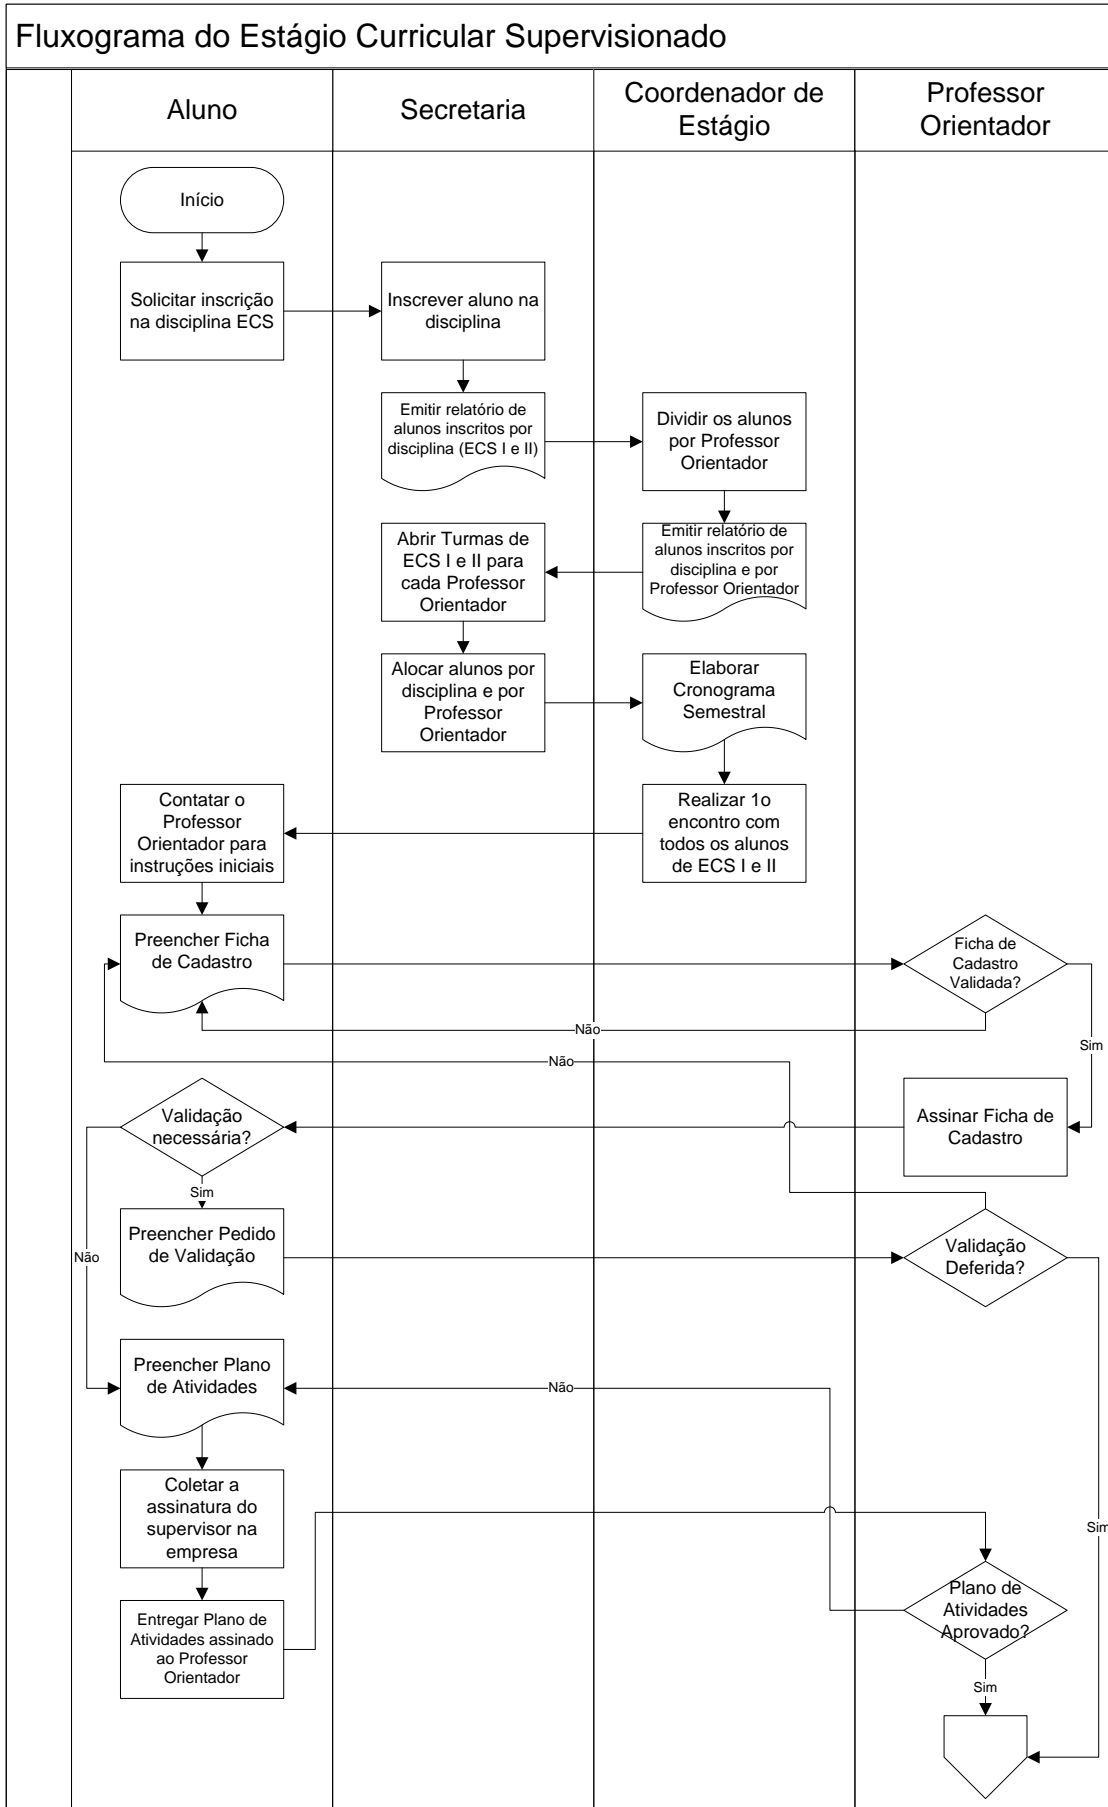 Fluxograma do Estágio Curricular Supervisionado
Aluno
Secretaria
Coordenador de
Estágio
Professor
Orientador
Início
Solicitar inscrição
na disciplina ECS
Inscrever aluno na
disciplina
Emitir relatório de
alunos inscritos por
disciplina (ECS I e II)
Dividir os alunos
por Professor
Orientador
Abrir Turmas de
ECS I e II para
cada Professor
Orientador
Emitir relatório de
alunos inscritos por
disciplina e por
Professor Orientador
Alocar alunos por
disciplina e por
Professor
Orientador
Elaborar
Cronograma
Semestral
Contatar o
Professor
Orientador para
instruções iniciais
Realizar 1o
encontro com
todos os alunos
de ECS I e II
Preencher Ficha
de Cadastro
Ficha de
Cadastro
Validada?
Não
Sim
Não
Validação
necessária?
Assinar Ficha de
Cadastro
Sim
Preencher Pedido
de Validação
Validação
Deferida?
Não
Preencher Plano
de Atividades
Não
Coletar a
assinatura do
supervisor na
empresa
Sim
Plano de
Atividades
Aprovado?
Entregar Plano de
Atividades assinado
ao Professor
Orientador
Sim